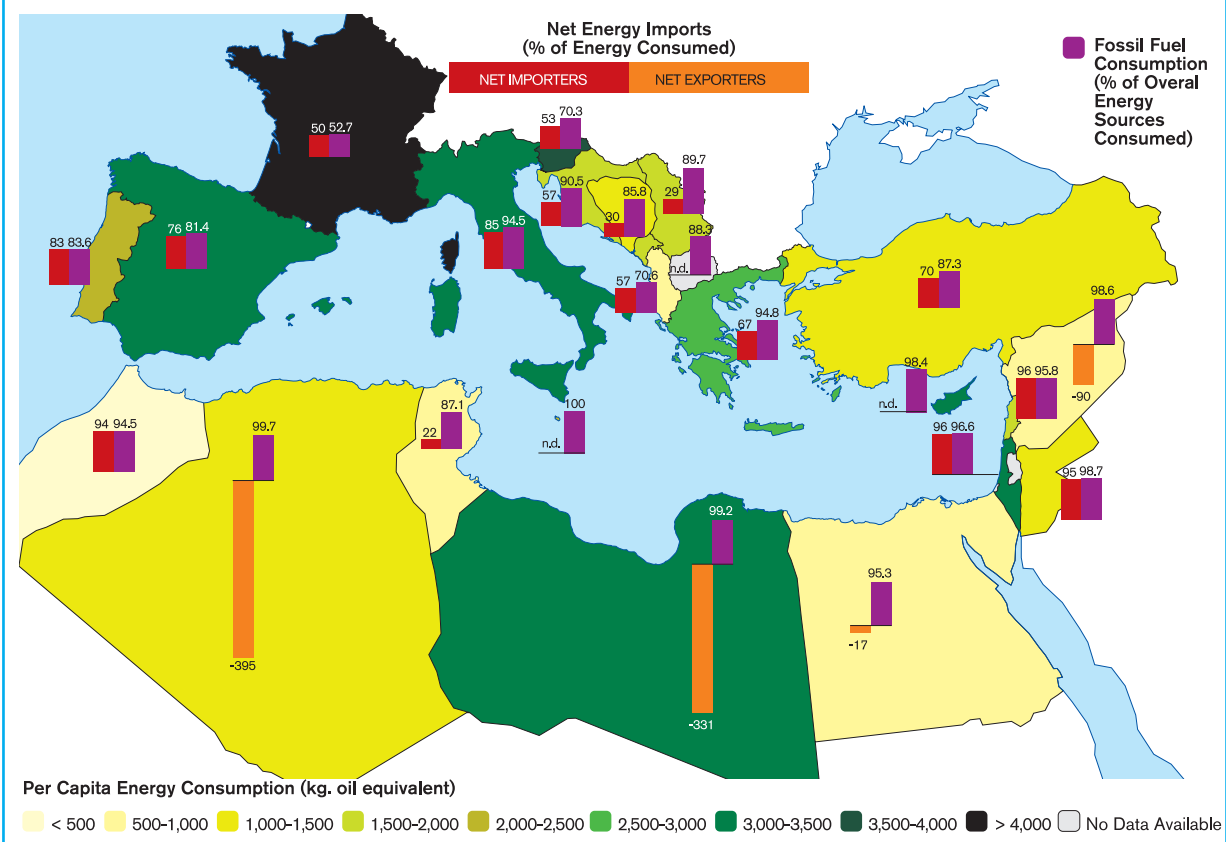 Net Energy Imports
(% of Energy Consumed)
NET IMPORTERS NET EXPORTERS
Fossil Fuel
Consumption
(% of Overal
Energy
Sources
Consumed)
50 52.7
53 70.3
89.7
29
90.5
57
85.8
30
83 83.6
76 81.4
85 94.5
88.3
n.d.
57 70.6
67 94.8
70 87.3
98.6
-90
98.4
n.d.
96 95.8
94 94.5
99.7
-395
87.1
22
100
n.d.
96 96.6
95 98.7
99.2
-331
95.3
-17
Per Capita Energy Consumption (kg. oil equivalent)
< 500 500-1,000 1,000-1,500 1,500-2,000 2,000-2,500 2,500-3,000 3,000-3,500 3,500-4,000 > 4,000 No Data Available